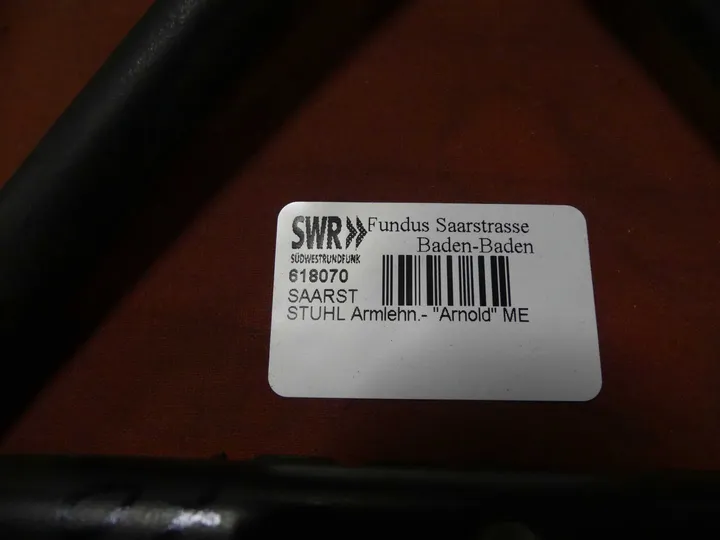 SWR Fundus Saarstrasse
Baden-Baden
SÜDWESTRUNDFUNK
618070
SAARST
STUHL Armlehn.- "Arnold" ME